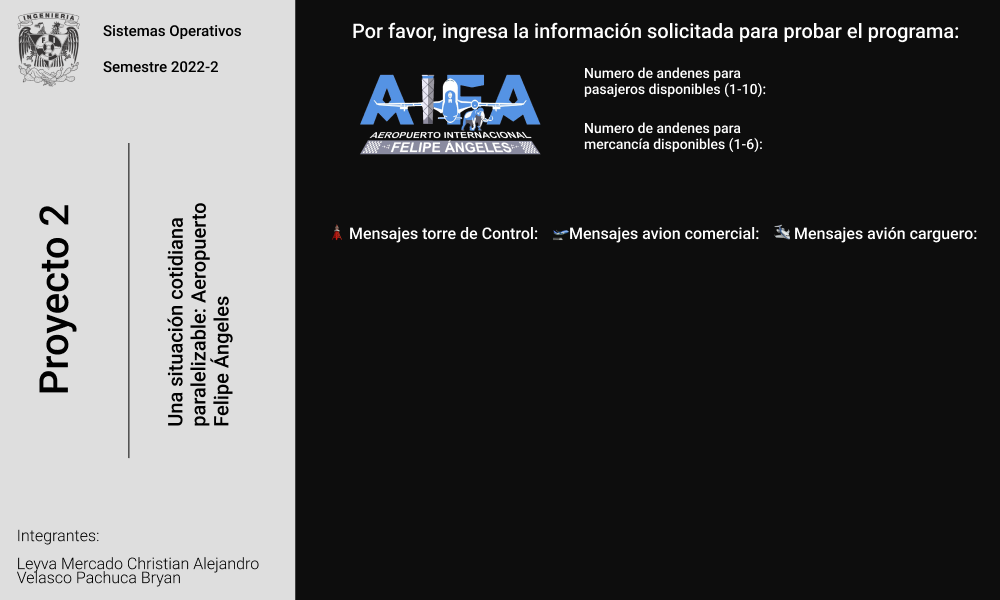 INGENIERIA
Sistemas Operativos
Semestre 2022-2
Proyecto 2
Una situación cotidiana
paralelizable: Aeropuerto
Felipe Ángeles
Integrantes:
Leyva Mercado Christian Alejandro
Velasco Pachuca Bryan
Por favor, ingresa la información solicitada para probar el programa:
AIFA
AEROPUERTO INTERNACIONAL
FELIPE ÁNGELES
Numero de andenes para
pasajeros disponibles (1-10):
Numero de andenes para
mercancía disponibles (1-6):
Mensajes torre de Control:
Mensajes avion comercial:
Mensajes avión carguero: